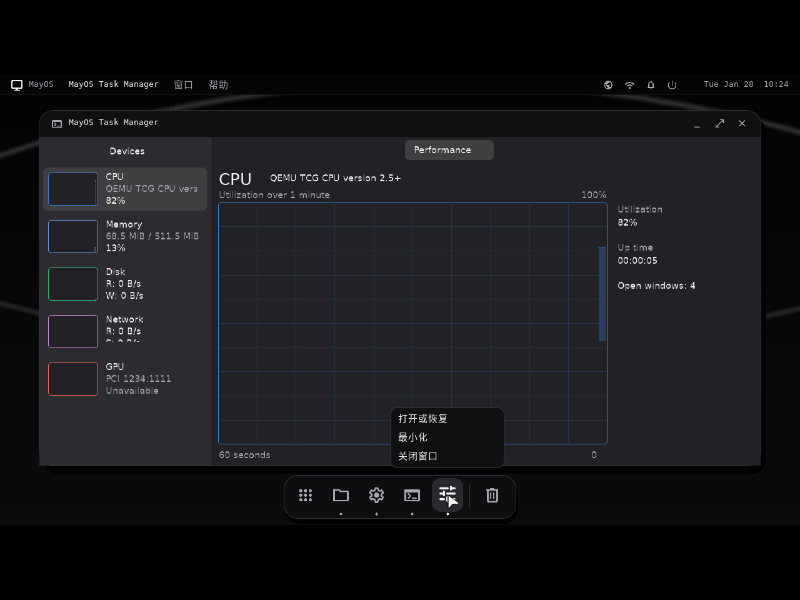 MayOS MayOS Task Manager 窗口 帮助 Tue Jan 28 10:24
MayOS Task Manager
Devices
Performance
CPU
QEMU TCG CPU vers
82%
Memory
68.5 MiB / 511.5 MiB
13%
Disk
R: 0 B/s
W: 0 B/s
Network
R: 0 B/s
GPU
PCI 1234:1111
Unavailable
CPU QEMU TCG CPU version 2.5+
Utilization over 1 minute 100%
60 seconds 0
Utilization
82%
Up time
00:00:05
Open windows: 4
打开或恢复
最小化
关闭窗口